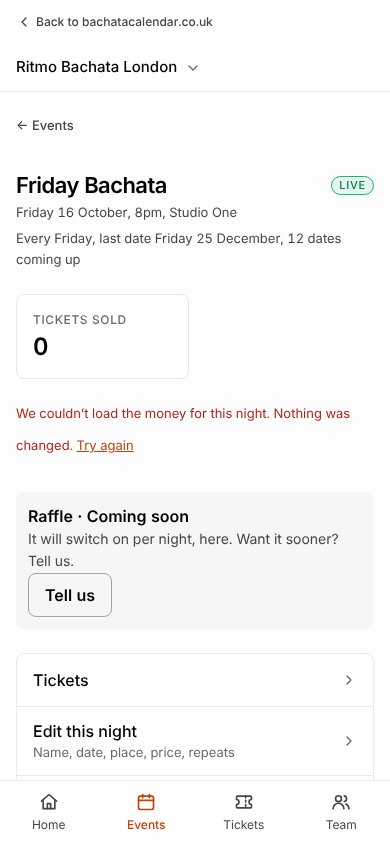 Back to bachatacalendar.co.uk
Ritmo Bachata London
← Events
Friday Bachata
LIVE
Friday 16 October, 8pm, Studio One
Every Friday, last date Friday 25 December, 12 dates
coming up
TICKETS SOLD
0
We couldn’t load the money for this night. Nothing was
changed. Try again
Raffle · Coming soon
It will switch on per night, here. Want it sooner?
Tell us.
Tell us
Tickets
Edit this night
Name, date, place, price, repeats
Home
Events
Tickets
Team